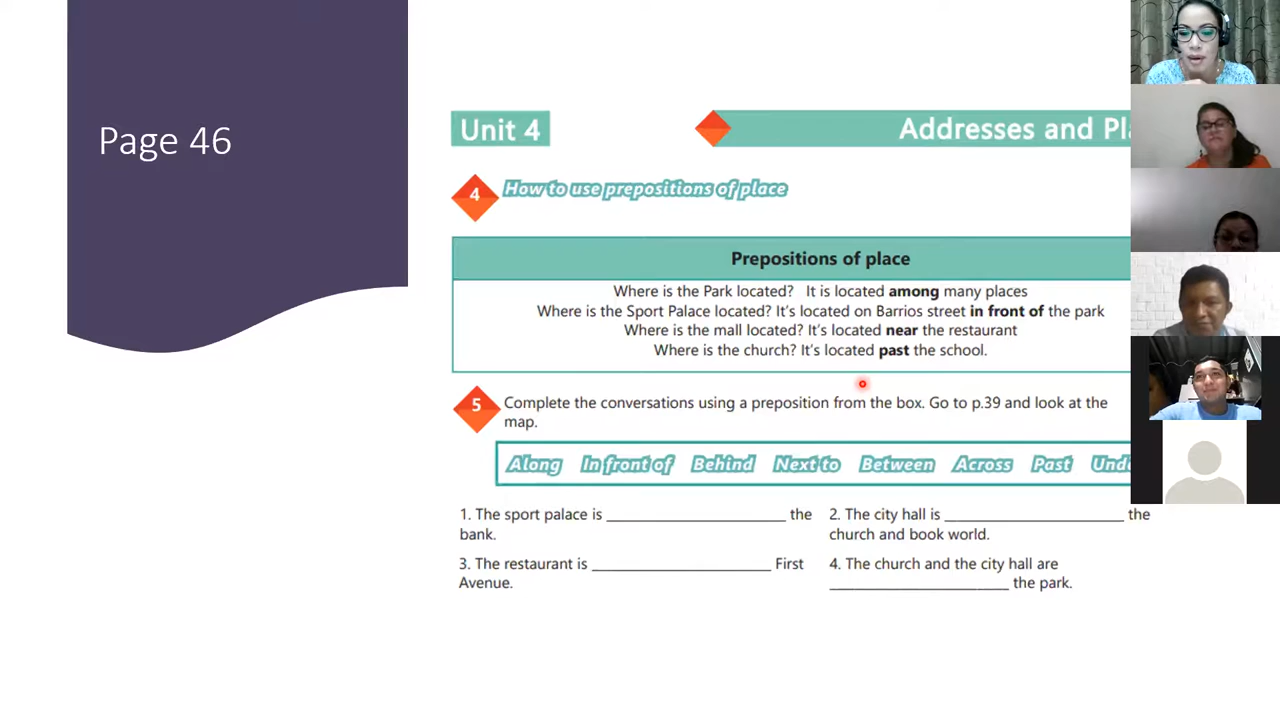 Page 46
Unit 4
Addresses and
4
How to use prepositions of place
Prepositions of place
Where is the Park located? It is located among many places
Where is the Sport Palace located? It's located on Barrios street in front of the park
Where is the mall located? It's located near the restaurant
Where is the church? It's located past the school.
5
Complete the conversations using a preposition from the box. Go to p.39 and look at the
map.
Along In front of Behind Next to Between Across Past
1. The sport palace is ______________________ the
bank.
2. The city hall is ______________________ the
church and book world.
3. The restaurant is ______________________ First
Avenue.
4. The church and the city hall are
______________________ the park.